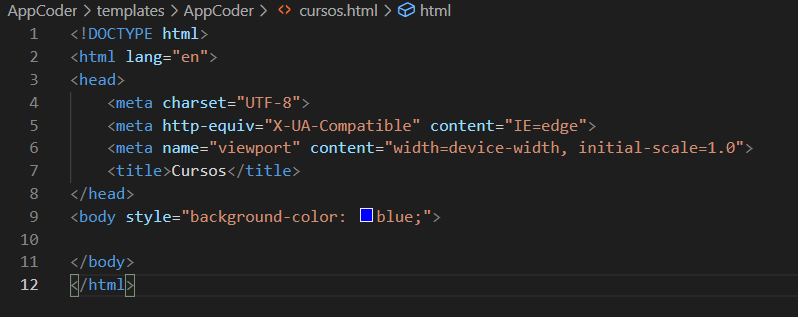 AppCoder > templates > AppCoder > <> cursos.html > html
1 <!DOCTYPE html>
2 <html lang="en">
3 <head>
4 <meta charset="UTF-8">
5 <meta http-equiv="X-UA-Compatible" content="IE=edge">
6 <meta name="viewport" content="width=device-width, initial-scale=1.0">
7 <title>Cursos</title>
8 </head>
9 <body style="background-color: blue;">
10
11 </body>
12 </html>